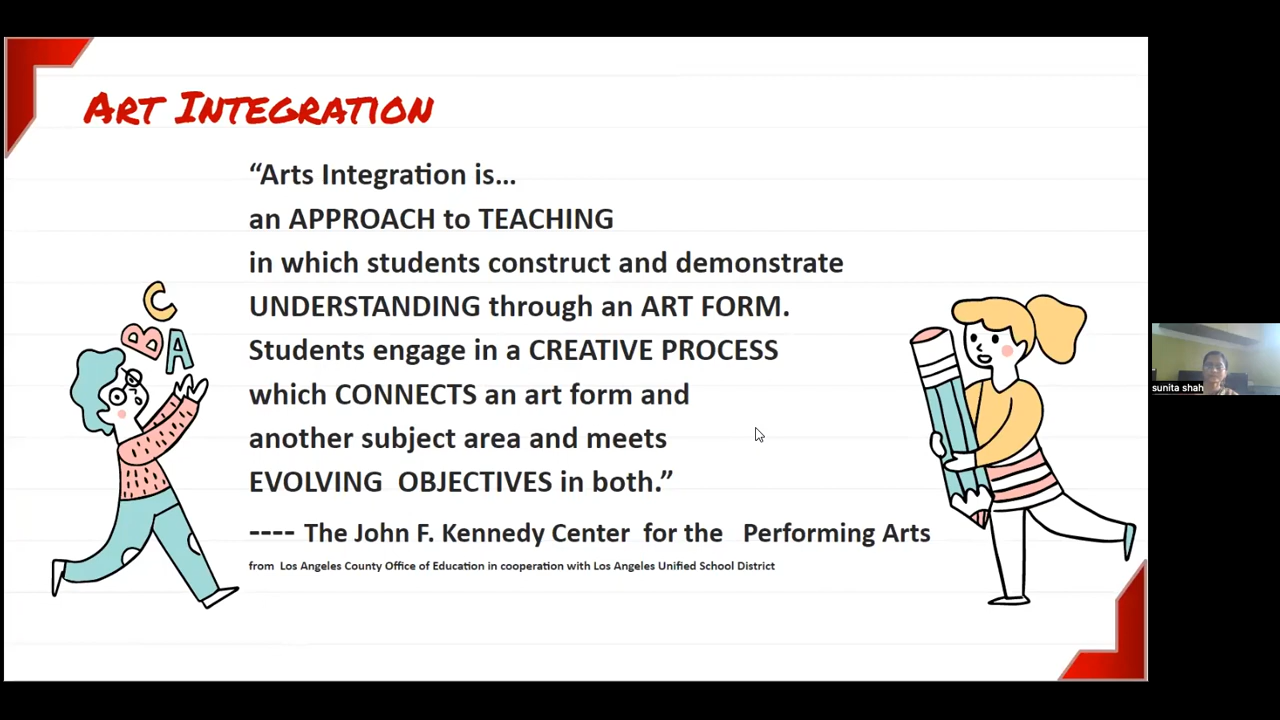 ART INTEGRATION
“Arts Integration is...
an APPROACH to TEACHING
in which students construct and demonstrate
UNDERSTANDING through an ART FORM.
Students engage in a CREATIVE PROCESS
which CONNECTS an art form and
another subject area and meets
EVOLVING OBJECTIVES in both.”
---- The John F. Kennedy Center for the Performing Arts
from Los Angeles County Office of Education in cooperation with Los Angeles Unified School District
C
B
A
sunita shah